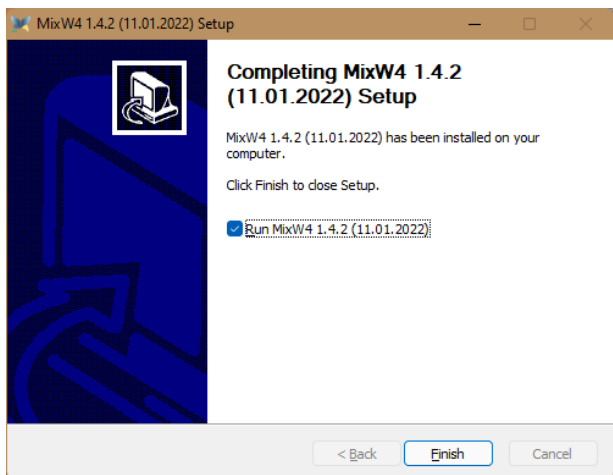 MixW4 1.4.2 (11.01.2022) Setup
Completing MixW4 1.4.2
(11.01.2022) Setup
MixW4 1.4.2 (11.01.2022) has been installed on your
computer.
Click Finish to close Setup.
Run MixW4 1.4.2 (11.01.2022)
< Back
Finish
Cancel